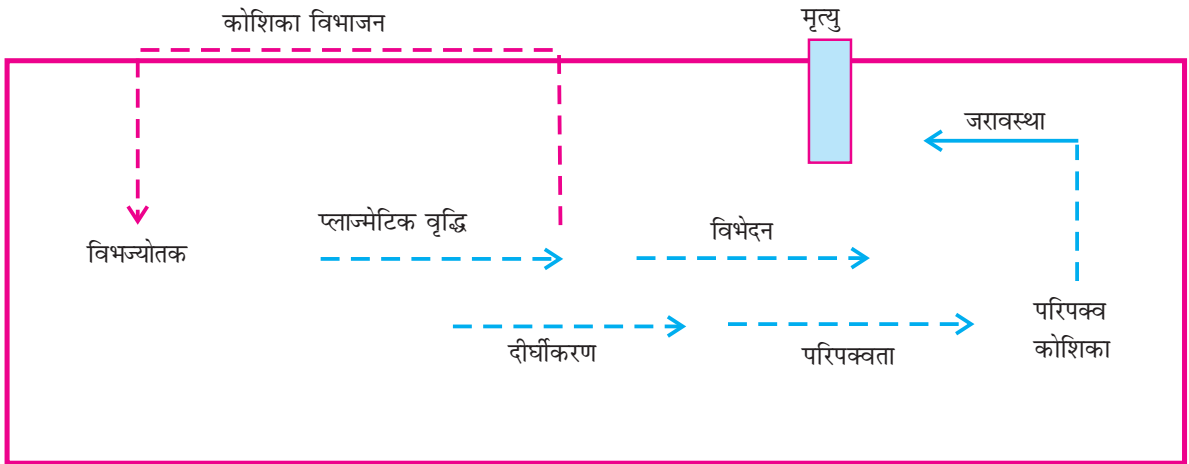 कोशिका विभाजन
मृत्यु
जरावस्था
प्लाज्मेटिक वृद्धि
विभेदन
विभज्योतक
परिपक्व
कोशिका
दीर्घीकरण
परिपक्वता